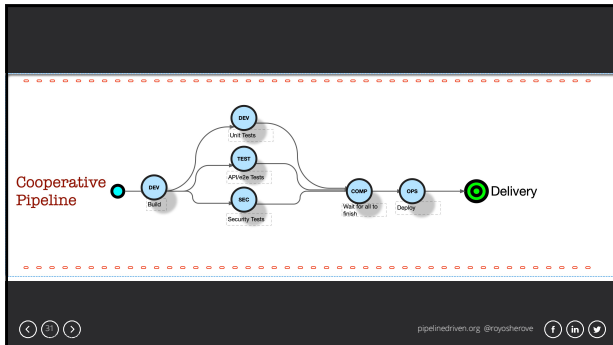 DEV
Unit Tests
TEST
API/e2e Tests
Cooperative
Pipeline
DEV
Build
SEC
Security Tests
COMP
Wait for all to
finish
OPS
Deploy
Delivery
31
pipelinedriven.org @royosherove
f
in